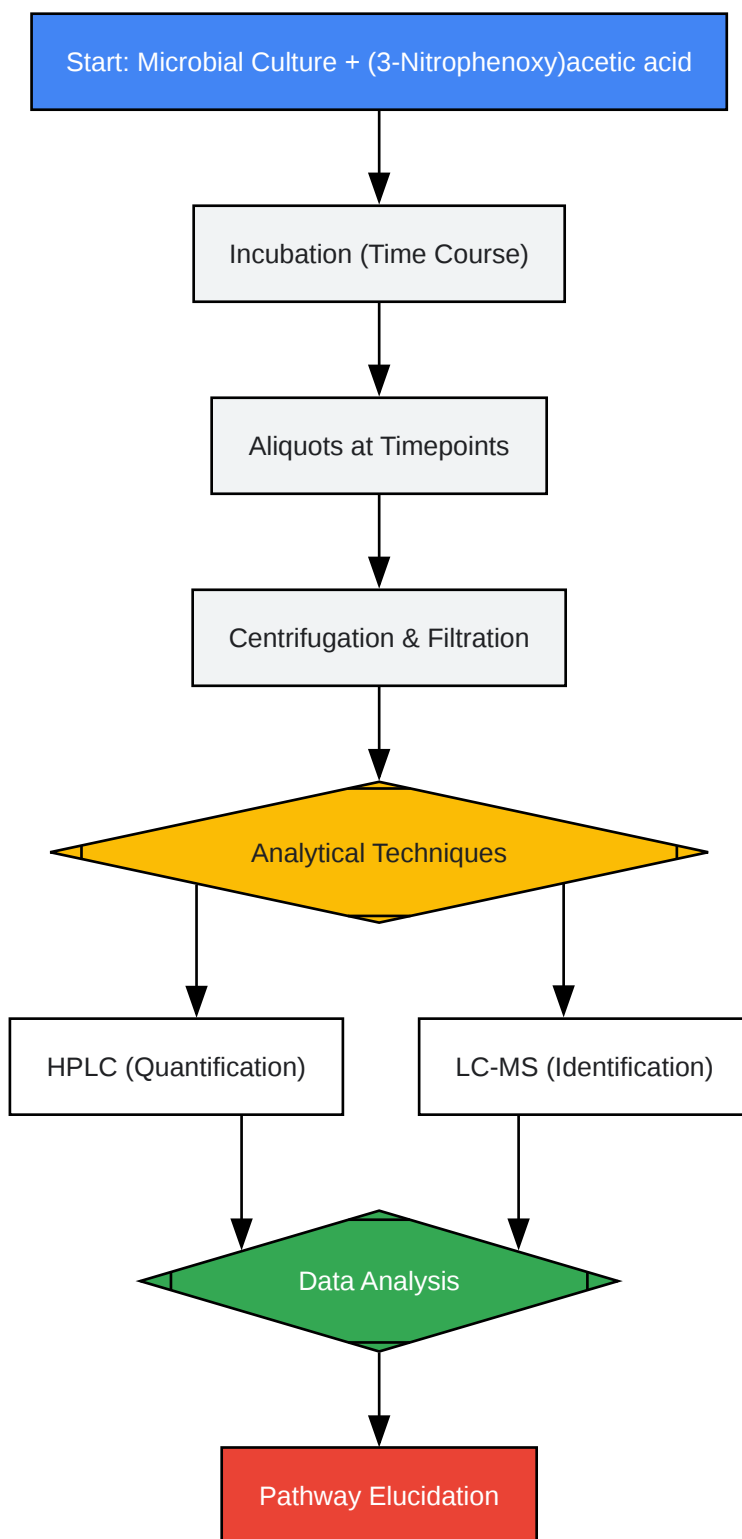 Start: Microbial Culture + (3-Nitrophenoxy)acetic acid
Incubation (Time Course)
Aliquots at Timepoints
Centrifugation & Filtration
Analytical Techniques
HPLC (Quantification)
LC-MS (Identification)
Data Analysis
Pathway Elucidation